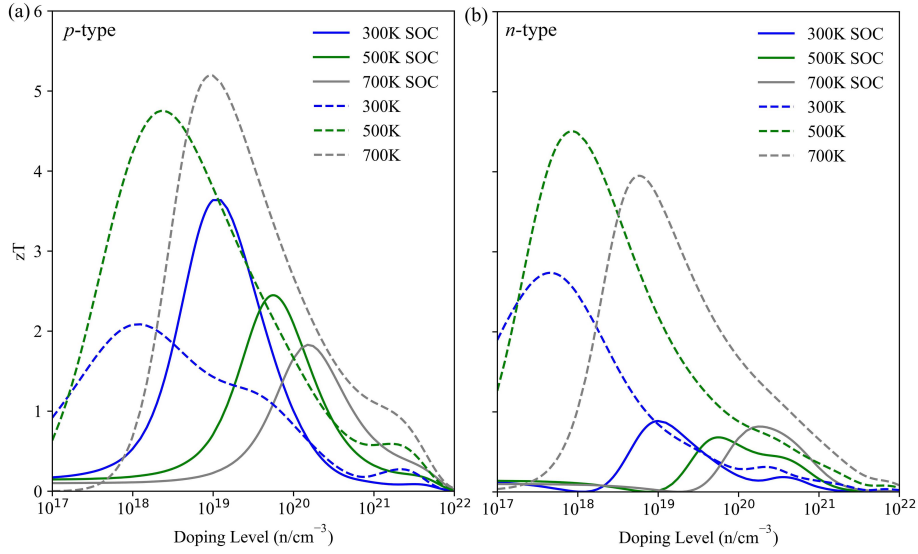 (a)
p-type
300K SOC
500K SOC
700K SOC
300K
500K
700K
zT
6
5
4
3
2
1
0
10^17
10^18
10^19
10^20
10^21
10^22
Doping Level (n/cm^−3)
(b)
n-type
300K SOC
500K SOC
700K SOC
300K
500K
700K
10^17
10^18
10^19
10^20
10^21
10^22
Doping Level (n/cm^−3)